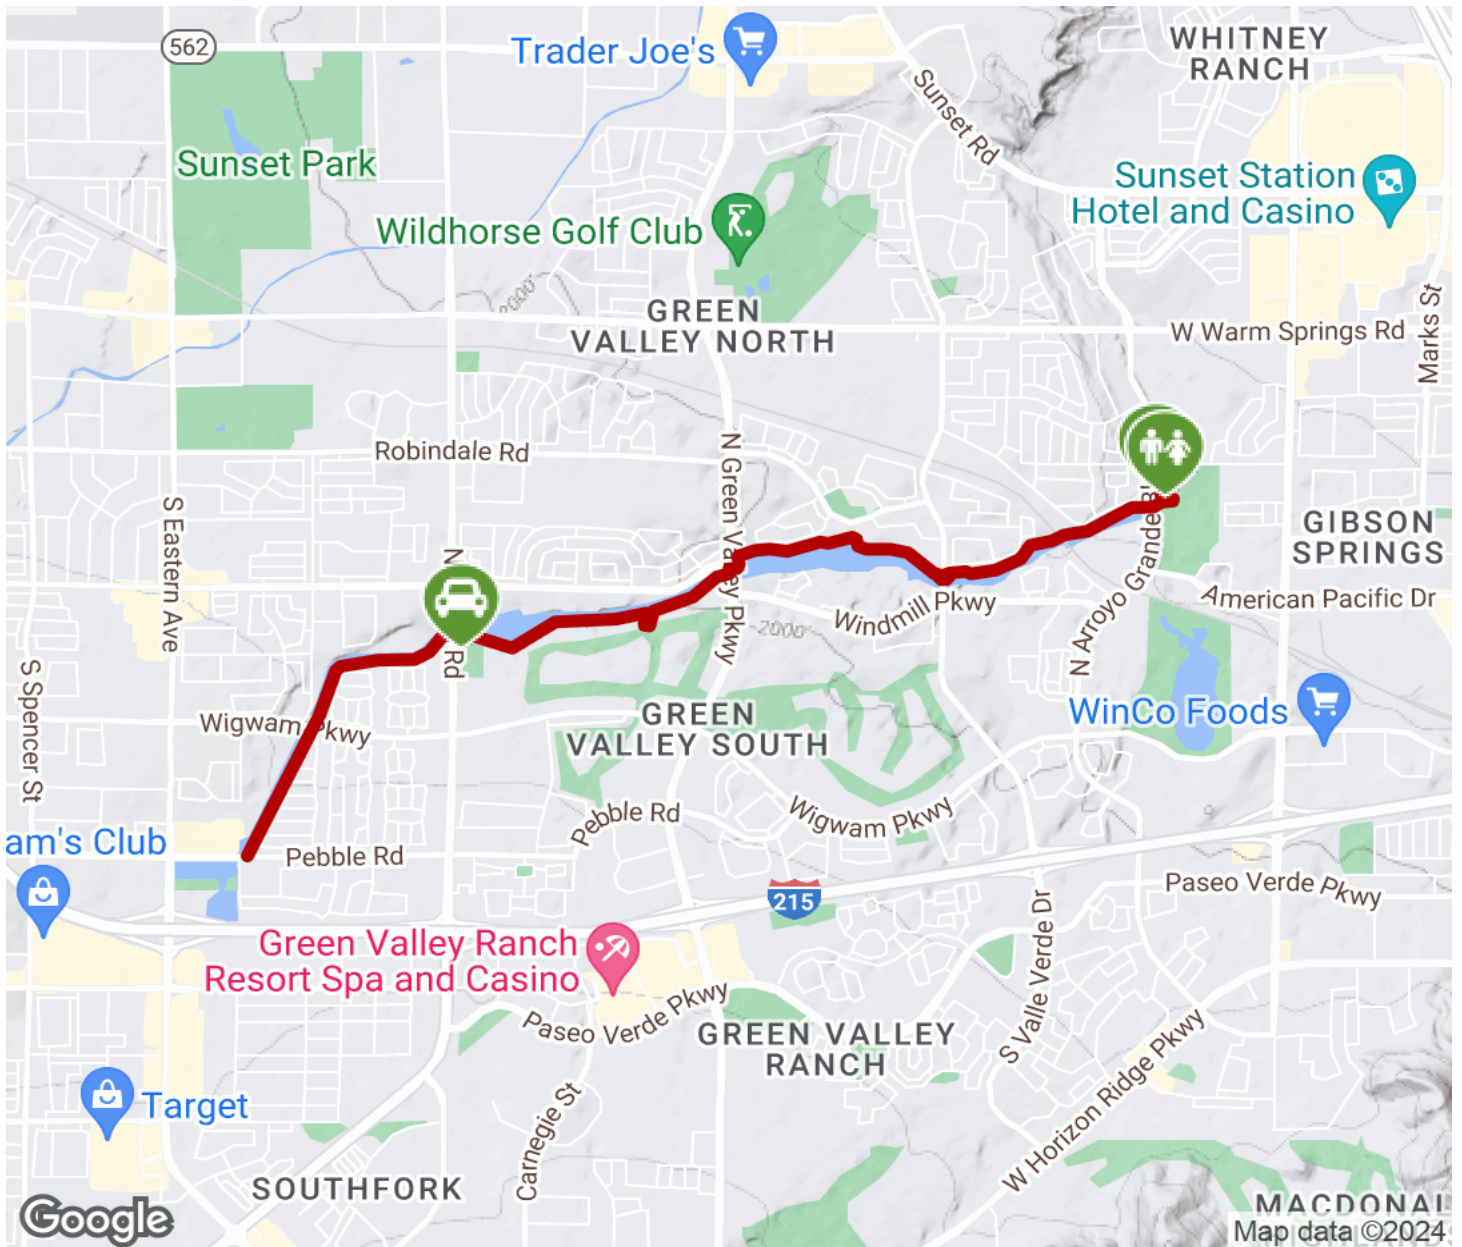 562
Trader Joe's
WHITNEY
RANCH
Sunset Rd
Sunset Park
Sunset Station
Hotel and Casino
Wildhorse Golf Club
2000'
GREEN
VALLEY NORTH
W Warm Springs Rd
Marks St
Robindale Rd
N Green Valley Pkwy
S Eastern Ave
N
Rd
GIBSON
SPRINGS
N Arroyo Grande B
American Pacific Dr
Windmill Pkwy
2000'
S Spencer St
Wigwam Pkwy
GREEN
VALLEY SOUTH
WinCo Foods
Pebble Rd
Wigwam Pkwy
am's Club
Pebble Rd
215
Paseo Verde Pkwy
Green Valley Ranch
Resort Spa and Casino
S Valle Verde Dr
Paseo Verde Pkwy
GREEN VALLEY
RANCH
W Horizon Ridge Pkwy
Target
Carnegie St
SOUTHFORK
MACDONAL
Google
Map data ©2024